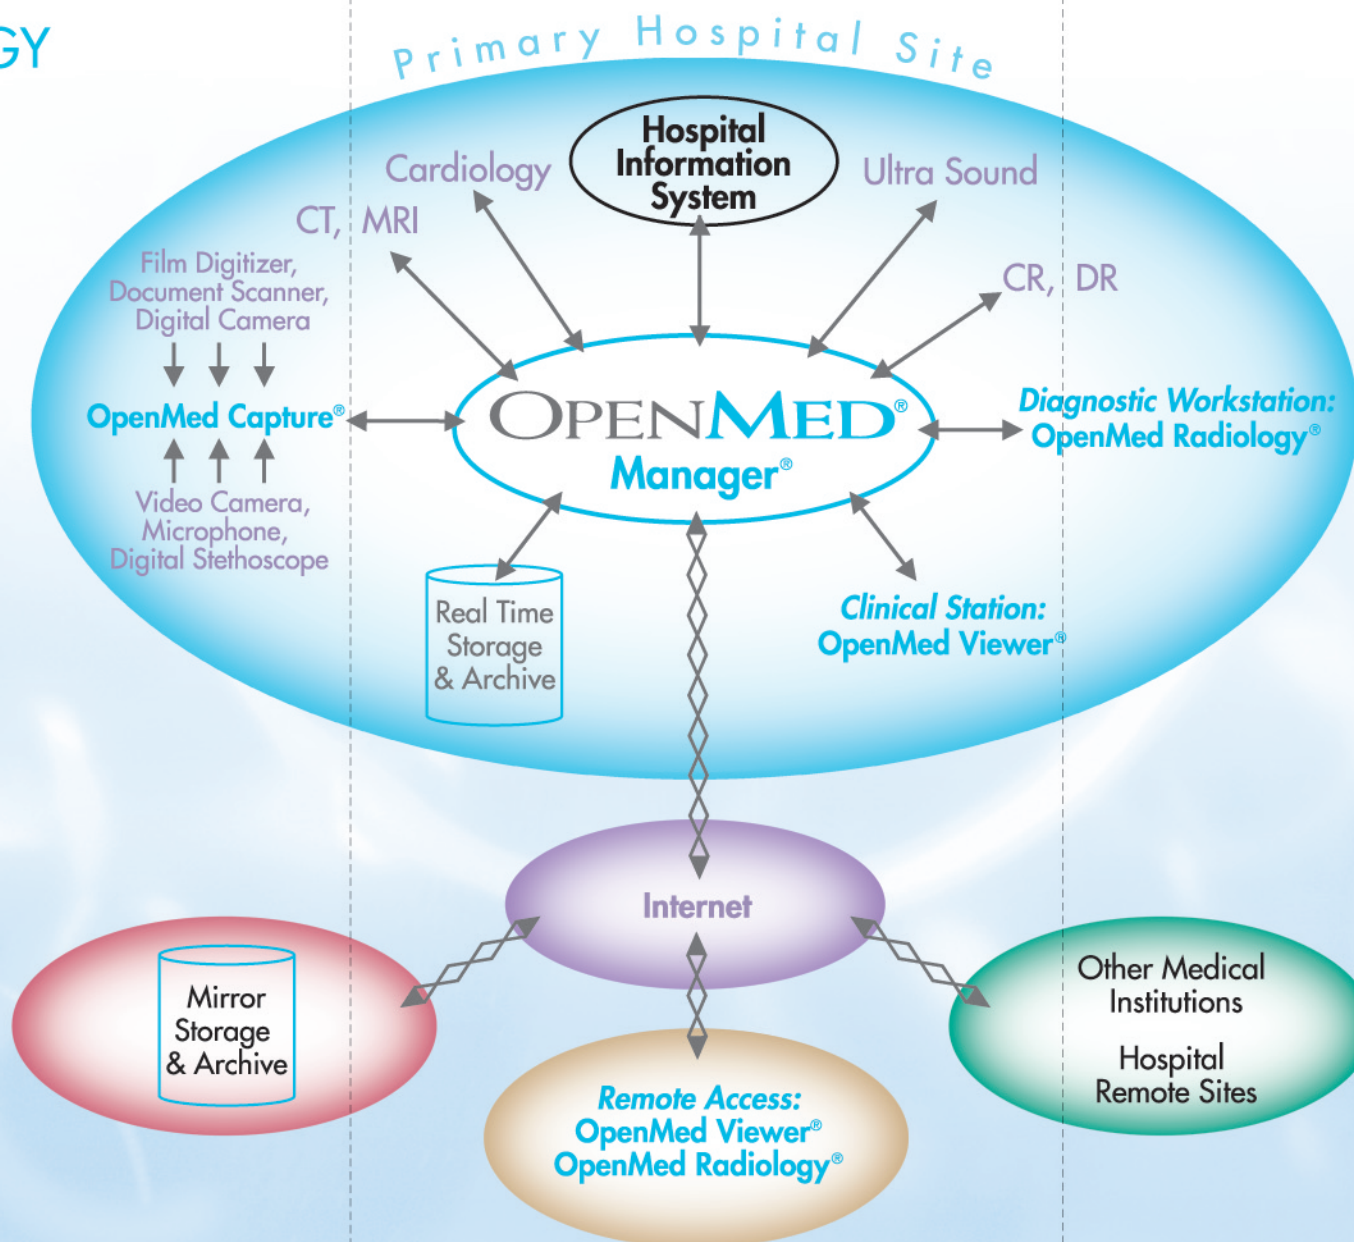 GY
Primary Hospital Site
Hospital
Information
System
Cardiology
Ultra Sound
CT, MRI
CR, DR
Film Digitizer,
Document Scanner,
Digital Camera
OpenMed Capture®
Video Camera,
Microphone,
Digital Stethoscope
OPENMED®
Manager®
Diagnostic Workstation:
OpenMed Radiology®
Real Time
Storage
& Archive
Clinical Station:
OpenMed Viewer®
Internet
Mirror
Storage
& Archive
Remote Access:
OpenMed Viewer®
OpenMed Radiology®
Other Medical
Institutions
Hospital
Remote Sites